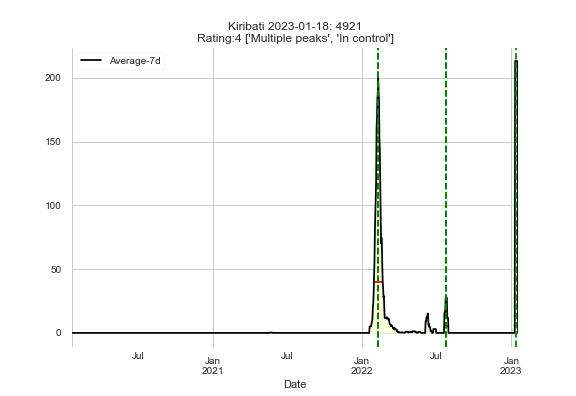 Kiribati 2023-01-18: 4921
Rating:4 ['Multiple peaks', 'In control']
Average-7d
200
150
100
50
0
Jul
Jan
2021
Jul
Jan
2022
Jul
Jan
2023
Date